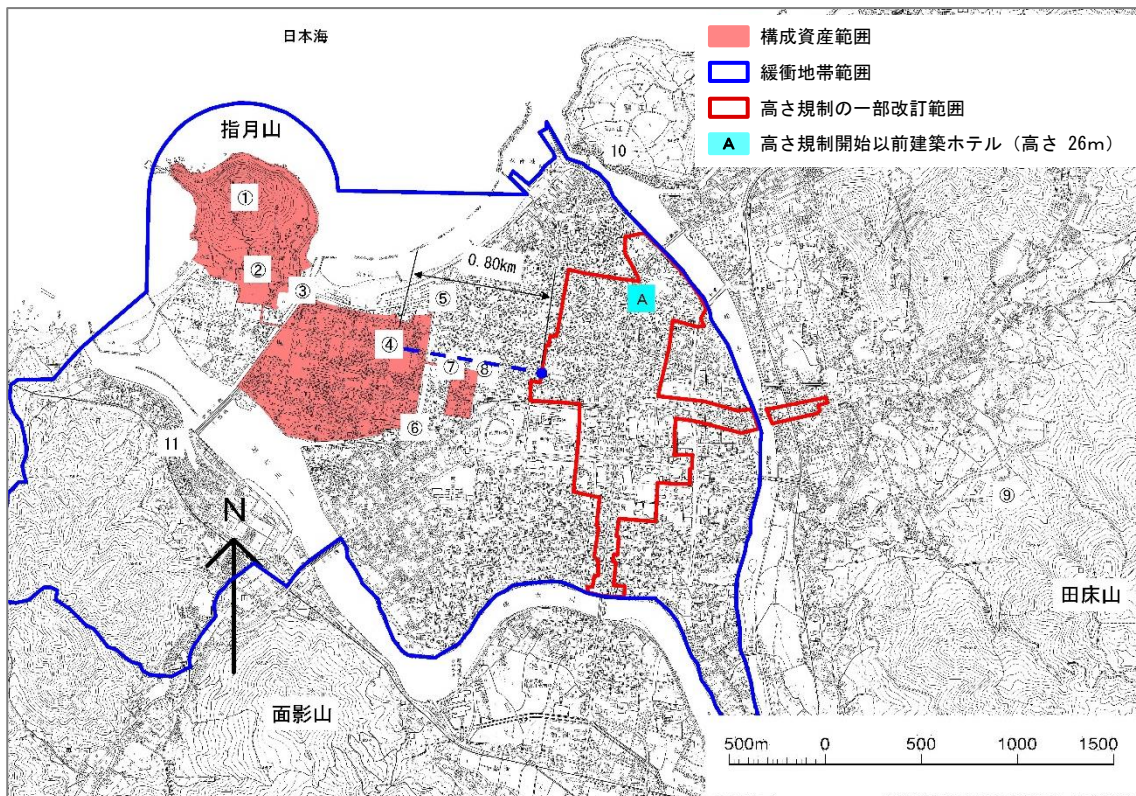 日本海
構成資産範囲
緩衝地帯範囲
高さ規制の一部改訂範囲
A 高さ規制開始以前建築ホテル（高さ 26m）
指月山
10
①
②
③
0.80km
⑤
A
④
⑦
⑧
⑥
11
⑨
N
田床山
面影山
500m 0 500 1000 1500